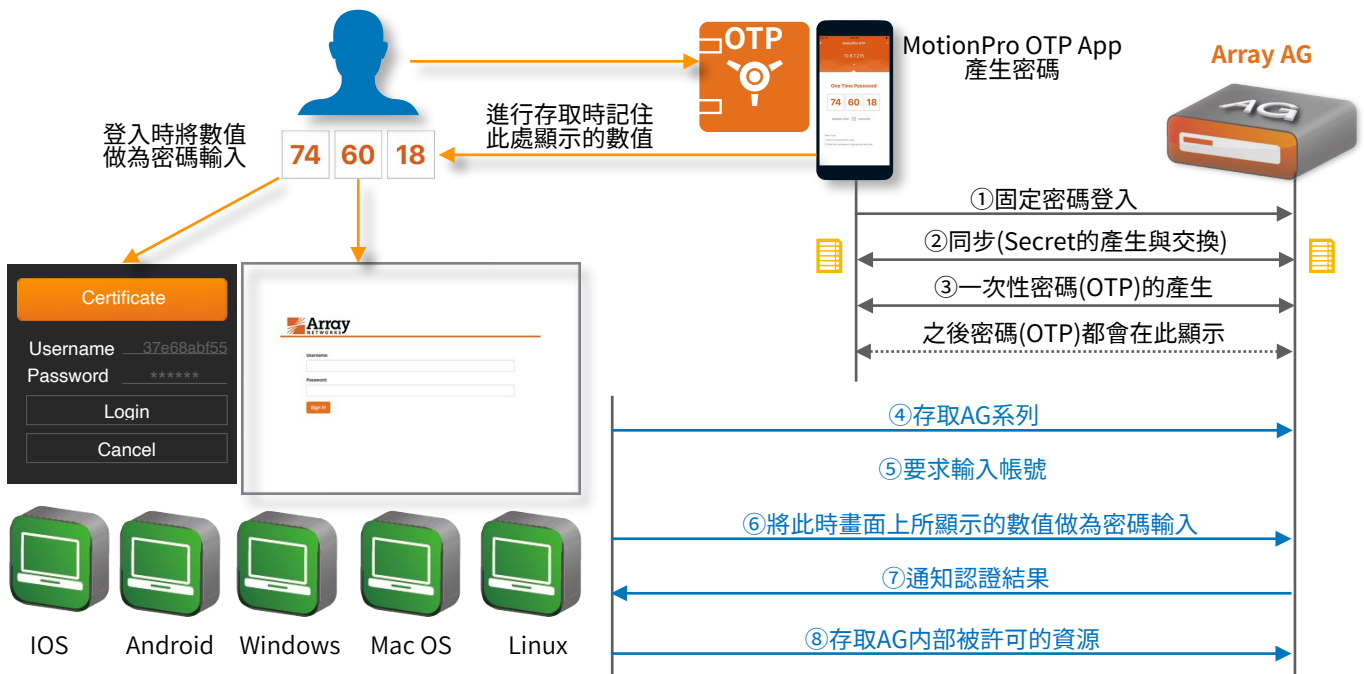 OTP
MotionPro OTP App
產生密碼
Array AG
AG
MotionPro OTP
One Time Password
74 60 18
登入時將數值
做為密碼輸入
74 60 18
進行存取時記住
此處顯示的數值
①固定密碼登入
②同步(Secret的產生與交換)
③一次性密碼(OTP)的產生
之後密碼(OTP)都會在此顯示
Certificate
Username 37e68abf55
Password ******
Login
Cancel
Array
NETWORKS
Username:
Password:
Sign In
④存取AG系列
⑤要求輸入帳號
⑥將此時畫面上所顯示的數值做為密碼輸入
⑦通知認證結果
⑧存取AG內部被許可的資源
IOS Android Windows Mac OS Linux